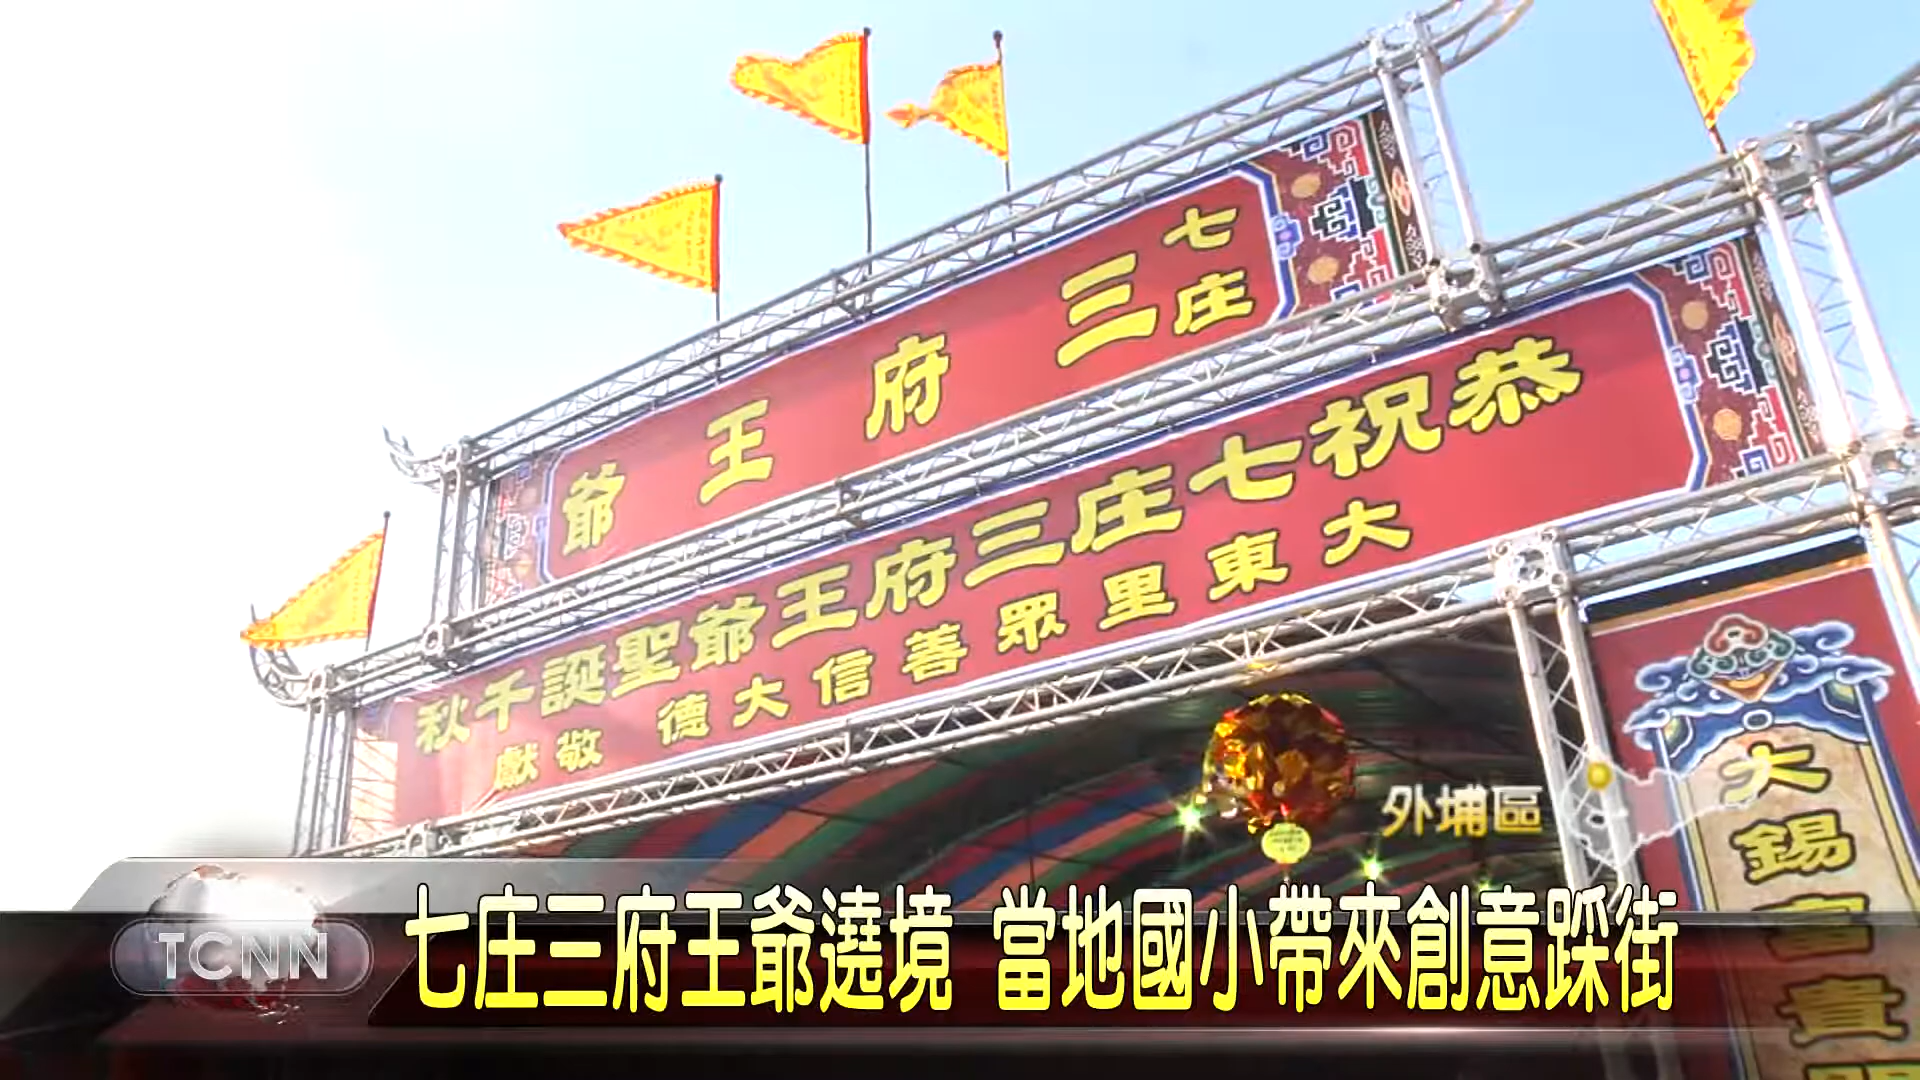 七庄
三府王爺
恭祝七庄三府王爺聖誕千秋
大東里眾善信大德 敬獻
大錫富貴
外埔區
TCNN
七庄三府王爺遶境 當地國小帶來創意踩街